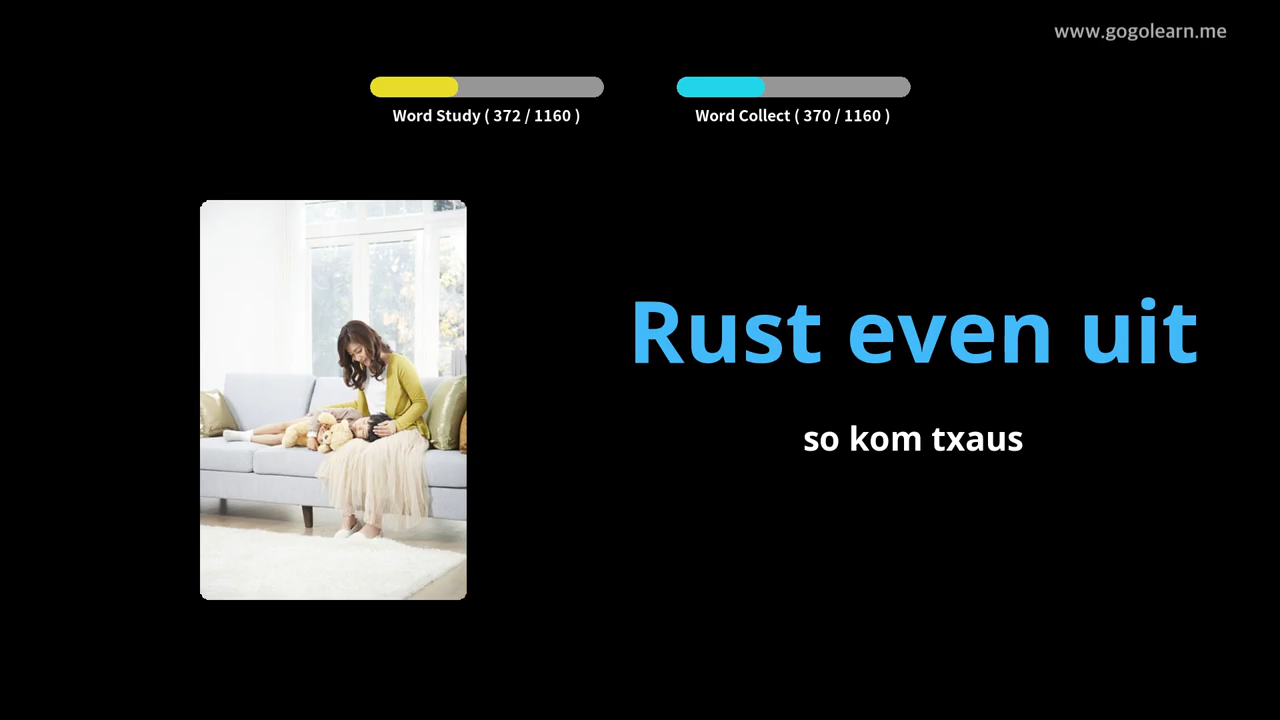 www.gogolearn.me
Word Study ( 372 / 1160 )
Word Collect ( 370 / 1160 )
Rust even uit
so kom txaus